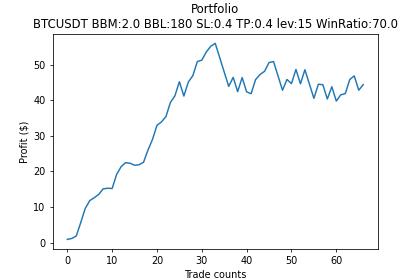 Portfolio
BTCUSDT BBM:2.0 BBL:180 SL:0.4 TP:0.4 lev:15 WinRatio:70.0
50
40
30
20
10
0
Profit ($)
0 10 20 30 40 50 60
Trade counts